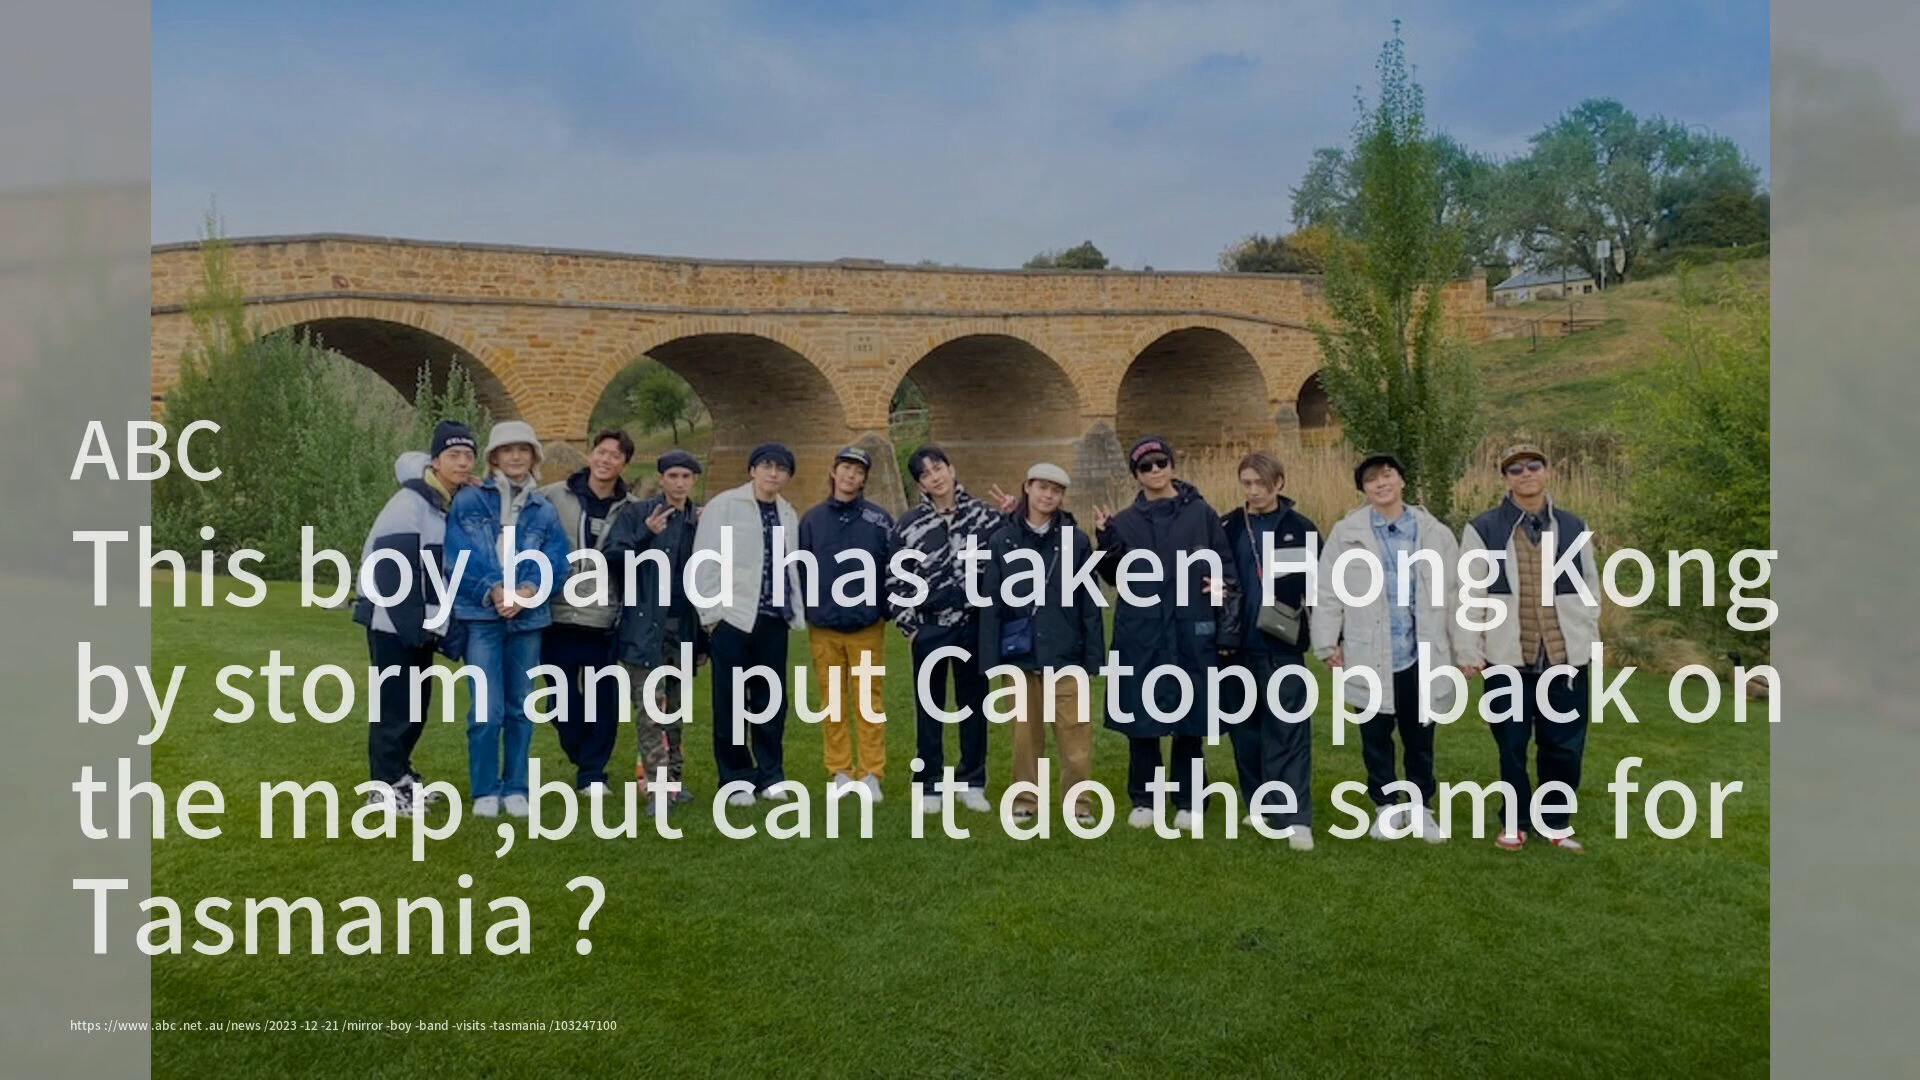 ABC
This boy band has taken Hong Kong
by storm and put Cantopop back on
the map ,but can it do the same for
Tasmania ?
https ://www .abc .net .au /news /2023 -12 -21 /mirror -boy -band -visits -tasmania /103247100